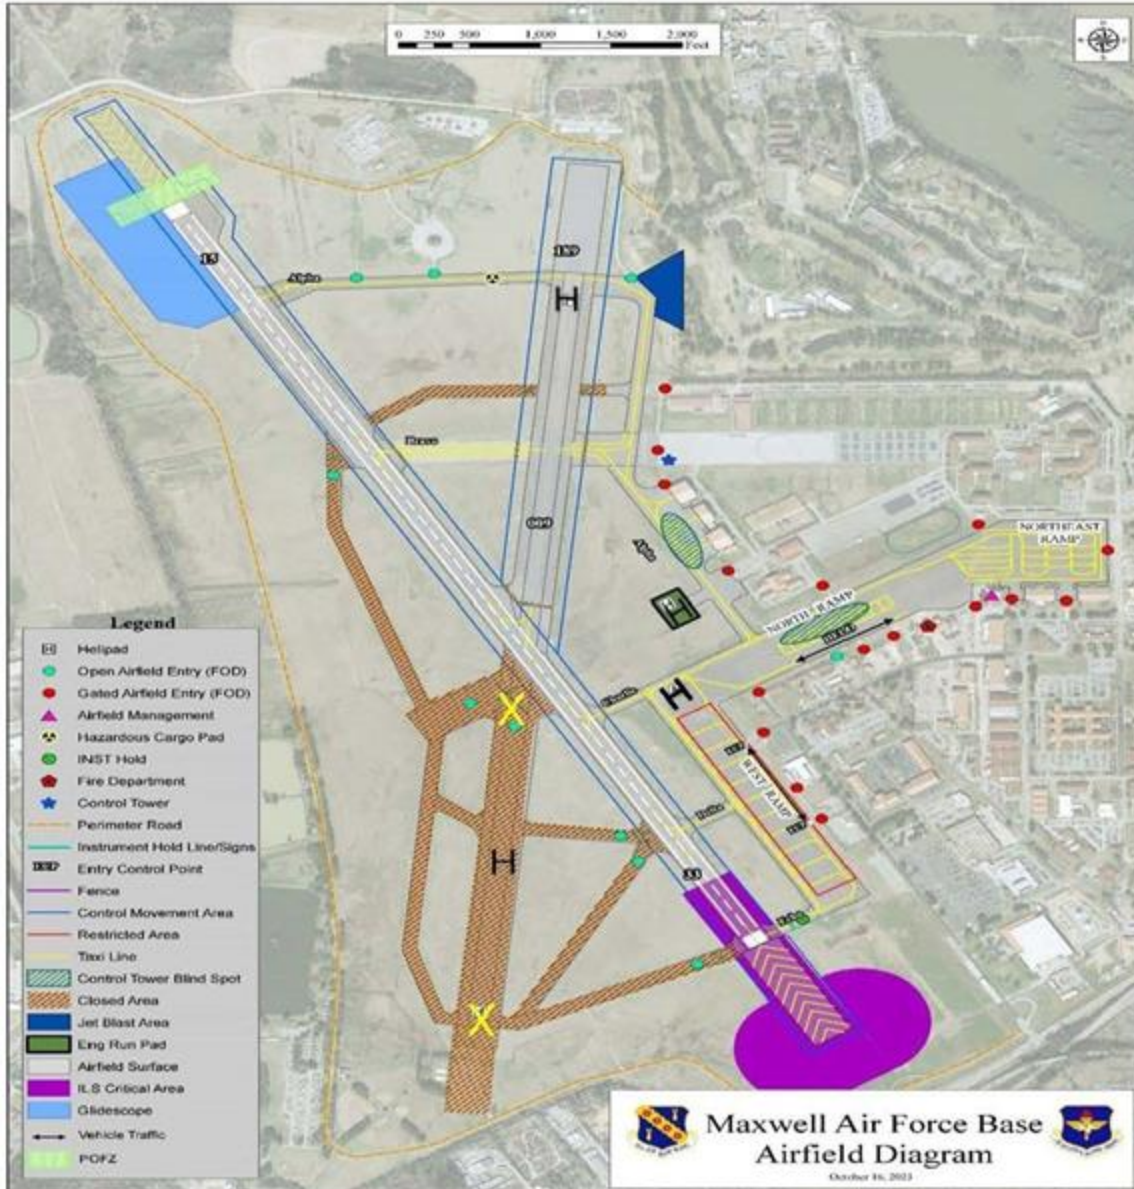 0 250 500 1,000 1,500 2,000
Feet
15
189
Alpha
H
Bravo
009
Alpha
NORTHEAST
RAMP
NORTH RAMP
H
Charlie
H
WEST RAMP
Delta
H
33
Echo
Legend
H Helipad
Open Airfield Entry (FOD)
Gated Airfield Entry (FOD)
Airfield Management
Hazardous Cargo Pad
INST Hold
Fire Department
Control Tower
Perimeter Road
Instrument Hold Line/Signs
Entry Control Point
Fence
Control Movement Area
Restricted Area
Taxi Line
Control Tower Blind Spot
Closed Area
Jet Blast Area
Eng Run Pad
Airfield Surface
ILS Critical Area
Glidescope
Vehicle Traffic
POFZ
Maxwell Air Force Base
Airfield Diagram
October 16, 2023